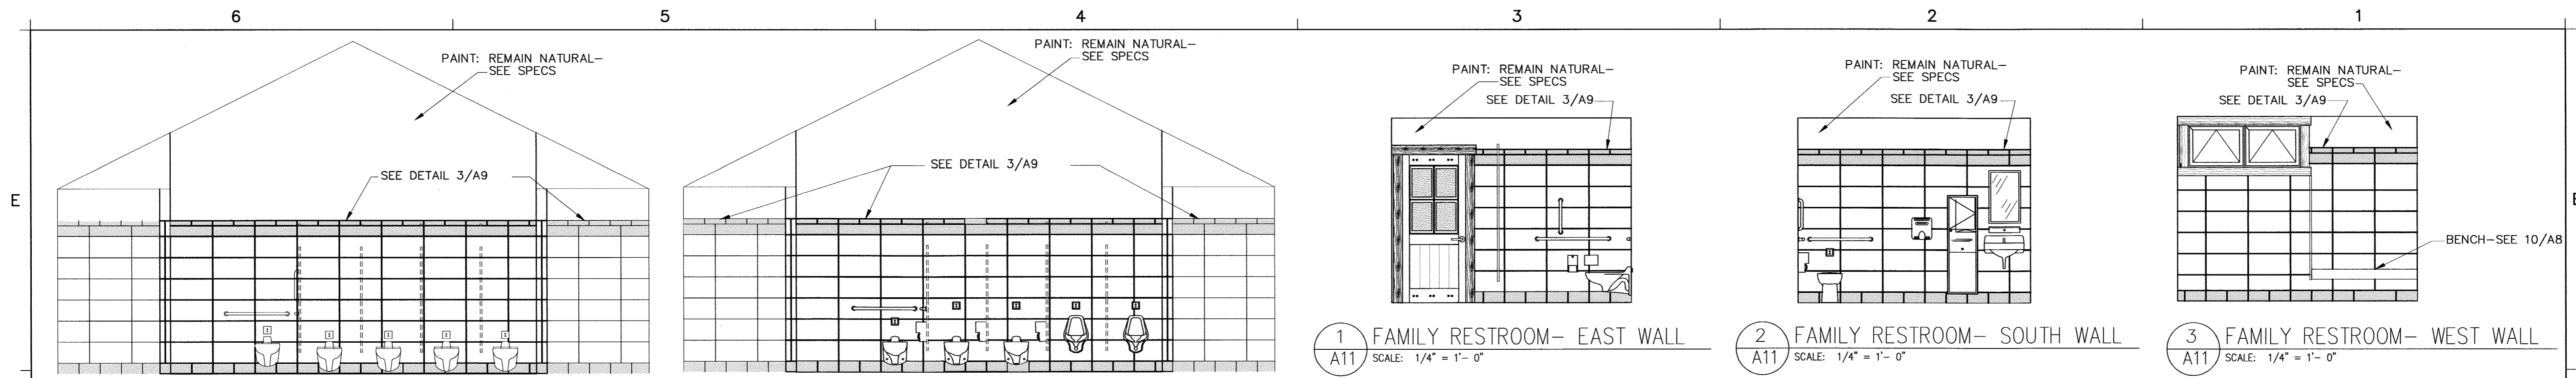 6
5
4
3
2
1
E
PAINT: REMAIN NATURAL-
SEE SPECS
SEE DETAIL 3/A9
PAINT: REMAIN NATURAL-
SEE SPECS
SEE DETAIL 3/A9
PAINT: REMAIN NATURAL-
SEE SPECS
SEE DETAIL 3/A9
1
A11
FAMILY RESTROOM- EAST WALL
SCALE: 1/4" = 1'- 0"
PAINT: REMAIN NATURAL-
SEE SPECS
SEE DETAIL 3/A9
2
A11
FAMILY RESTROOM- SOUTH WALL
SCALE: 1/4" = 1'- 0"
PAINT: REMAIN NATURAL-
SEE SPECS
SEE DETAIL 3/A9
BENCH-SEE 10/A8
3
A11
FAMILY RESTROOM- WEST WALL
SCALE: 1/4" = 1'- 0"